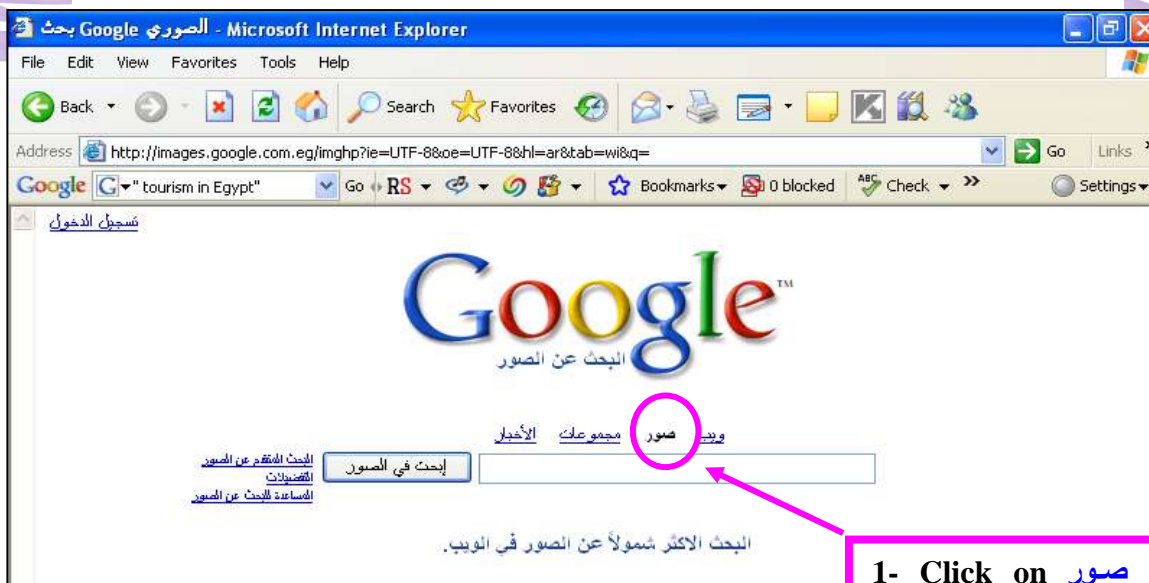 بحث Google الصوري - Microsoft Internet Explorer
File Edit View Favorites Tools Help
Back Search Favorites
Address http://images.google.com.eg/imghp?ie=UTF-8&oe=UTF-8&hl=ar&tab=wi&q= Go Links
Google G " tourism in Egypt" Go RS Bookmarks 0 blocked ABC Check Settings
تسجيل الدخول
Google TM
البحث عن الصور
ويب صور مجموعات الأخبار
إبحث في الصور
البحث المتقدم عن الصور
التفضيلات
المساعدة للبحث عن الصور
البحث الاكثر شمولاً عن الصور في الويب.
1- Click on صور